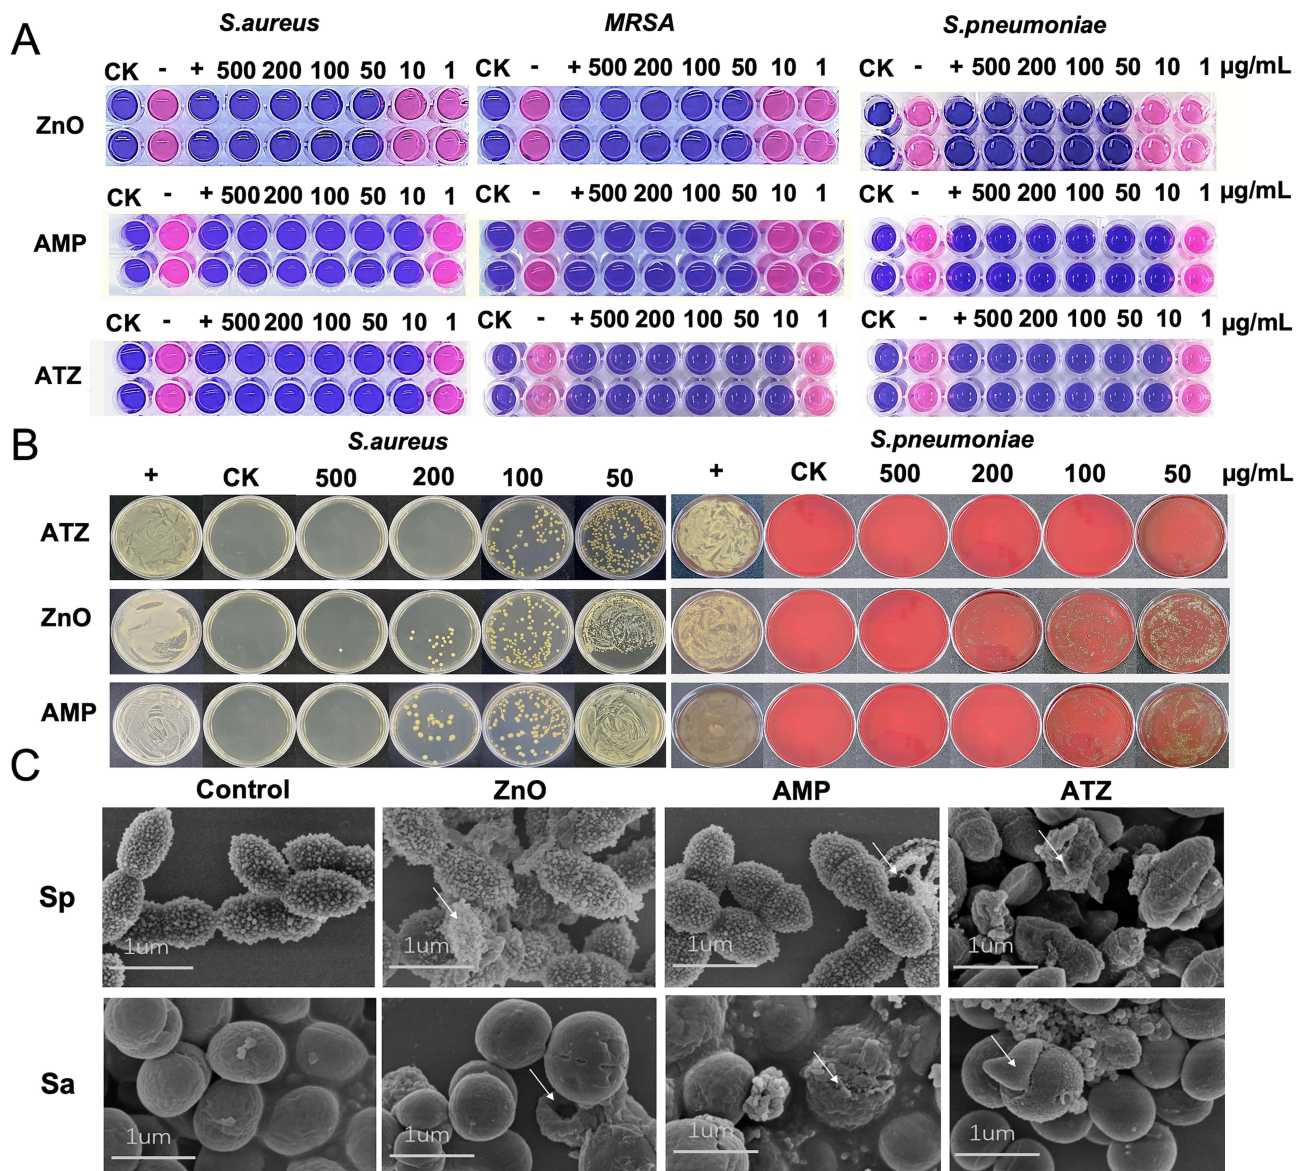 A
S.aureus MRSA S.pneumoniae
CK - + 500 200 100 50 10 1 CK - + 500 200 100 50 10 1 CK - + 500 200 100 50 10 1 µg/mL
ZnO
CK - + 500 200 100 50 10 1 CK - + 500 200 100 50 10 1 CK - + 500 200 100 50 10 1 µg/mL
AMP
CK - + 500 200 100 50 10 1 CK - + 500 200 100 50 10 1 CK - + 500 200 100 50 10 1 µg/mL
ATZ
B
S.aureus S.pneumoniae
+ CK 500 200 100 50 + CK 500 200 100 50 µg/mL
ATZ
ZnO
AMP
C
Control ZnO AMP ATZ
Sp
1um 1um 1um 1um
Sa
1um 1um 1um 1um